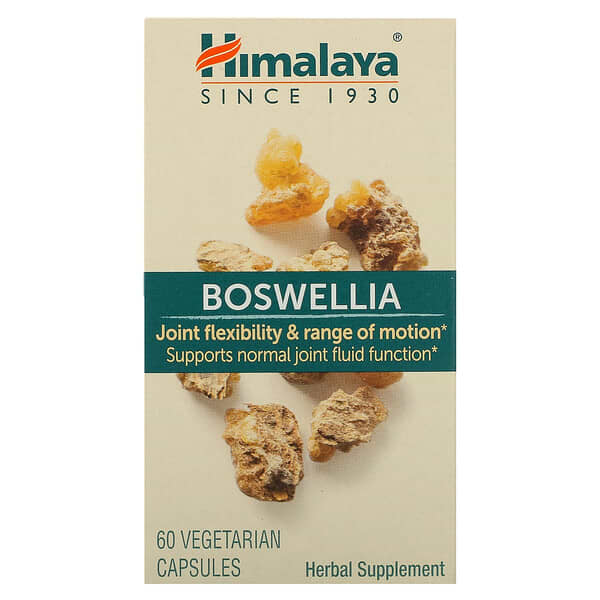 Himalaya®
SINCE 1930
BOSWELLIA
Joint flexibility & range of motion*
Supports normal joint fluid function*
60 VEGETARIAN
CAPSULES
Herbal Supplement